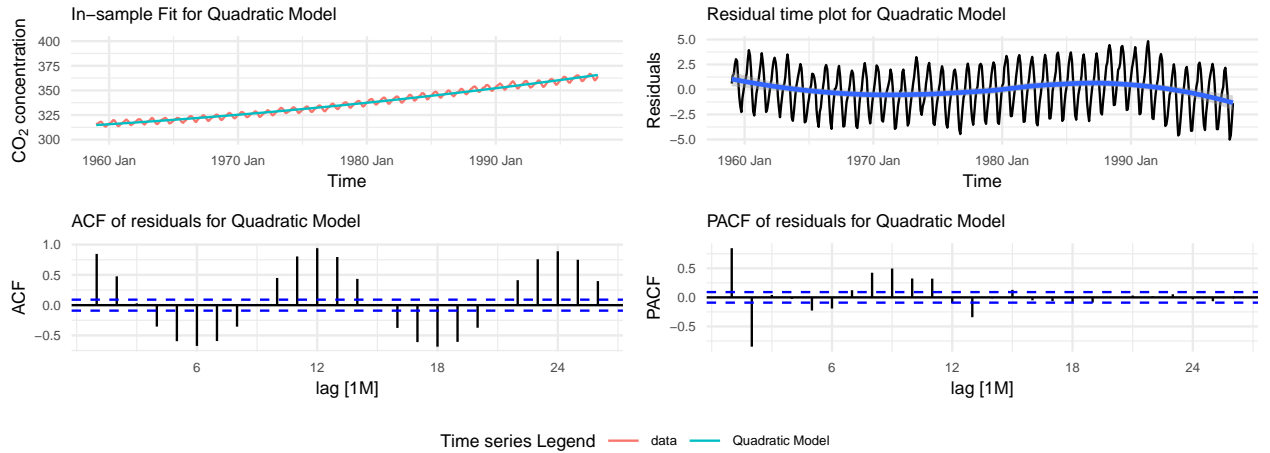 In−sample Fit for Quadratic Model
CO₂ concentration
400
375
350
325
300
1960 Jan 1970 Jan 1980 Jan 1990 Jan
Time
Residual time plot for Quadratic Model
Residuals
5.0
2.5
0.0
−2.5
−5.0
1960 Jan 1970 Jan 1980 Jan 1990 Jan
Time
ACF of residuals for Quadratic Model
ACF
1.0
0.5
0.0
−0.5
6 12 18 24
lag [1M]
PACF of residuals for Quadratic Model
PACF
0.5
0.0
−0.5
6 12 18 24
lag [1M]
Time series Legend data Quadratic Model